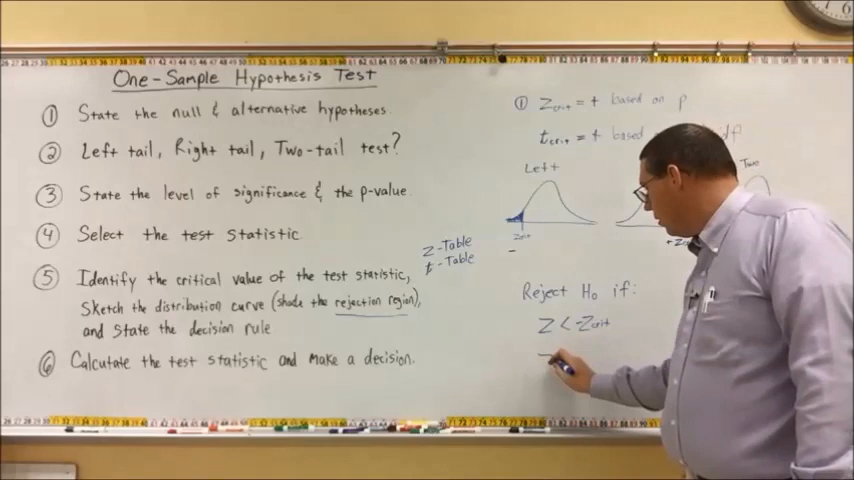 One-Sample Hypothesis Test
① State the null & alternative hypotheses.
② Left tail, Right tail, Two-tail test?
③ State the level of significance & the p-value.
④ Select the test statistic.
⑤ Identify the critical value of the test statistic,
Sketch the distribution curve (shade the rejection region),
and state the decision rule
⑥ Calculate the test statistic and make a decision.
Z-Table
t-Table
① Zcrit = + based on p
tcrit = + based df
Left
Two
Zcrit
-
Reject H₀ if:
Z < -Zcrit